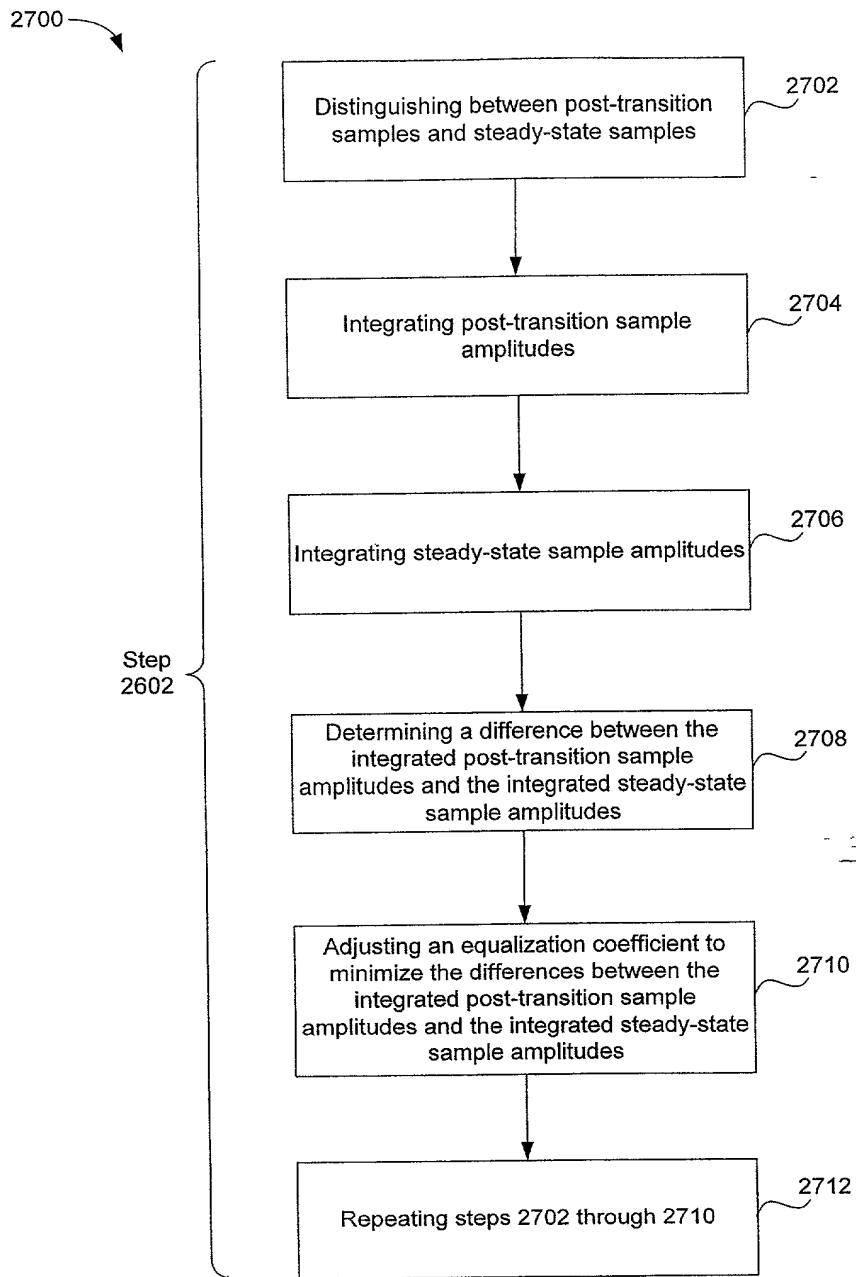 2700
2702
Distinguishing between post-transition
samples and steady-state samples
2704
Integrating post-transition sample
amplitudes
2706
Integrating steady-state sample amplitudes
Step
2602
2708
Determining a difference between the
integrated post-transition sample
amplitudes and the integrated steady-state
sample amplitudes
2710
Adjusting an equalization coefficient to
minimize the differences between the
integrated post-transition sample
amplitudes and the integrated steady-state
sample amplitudes
2712
Repeating steps 2702 through 2710